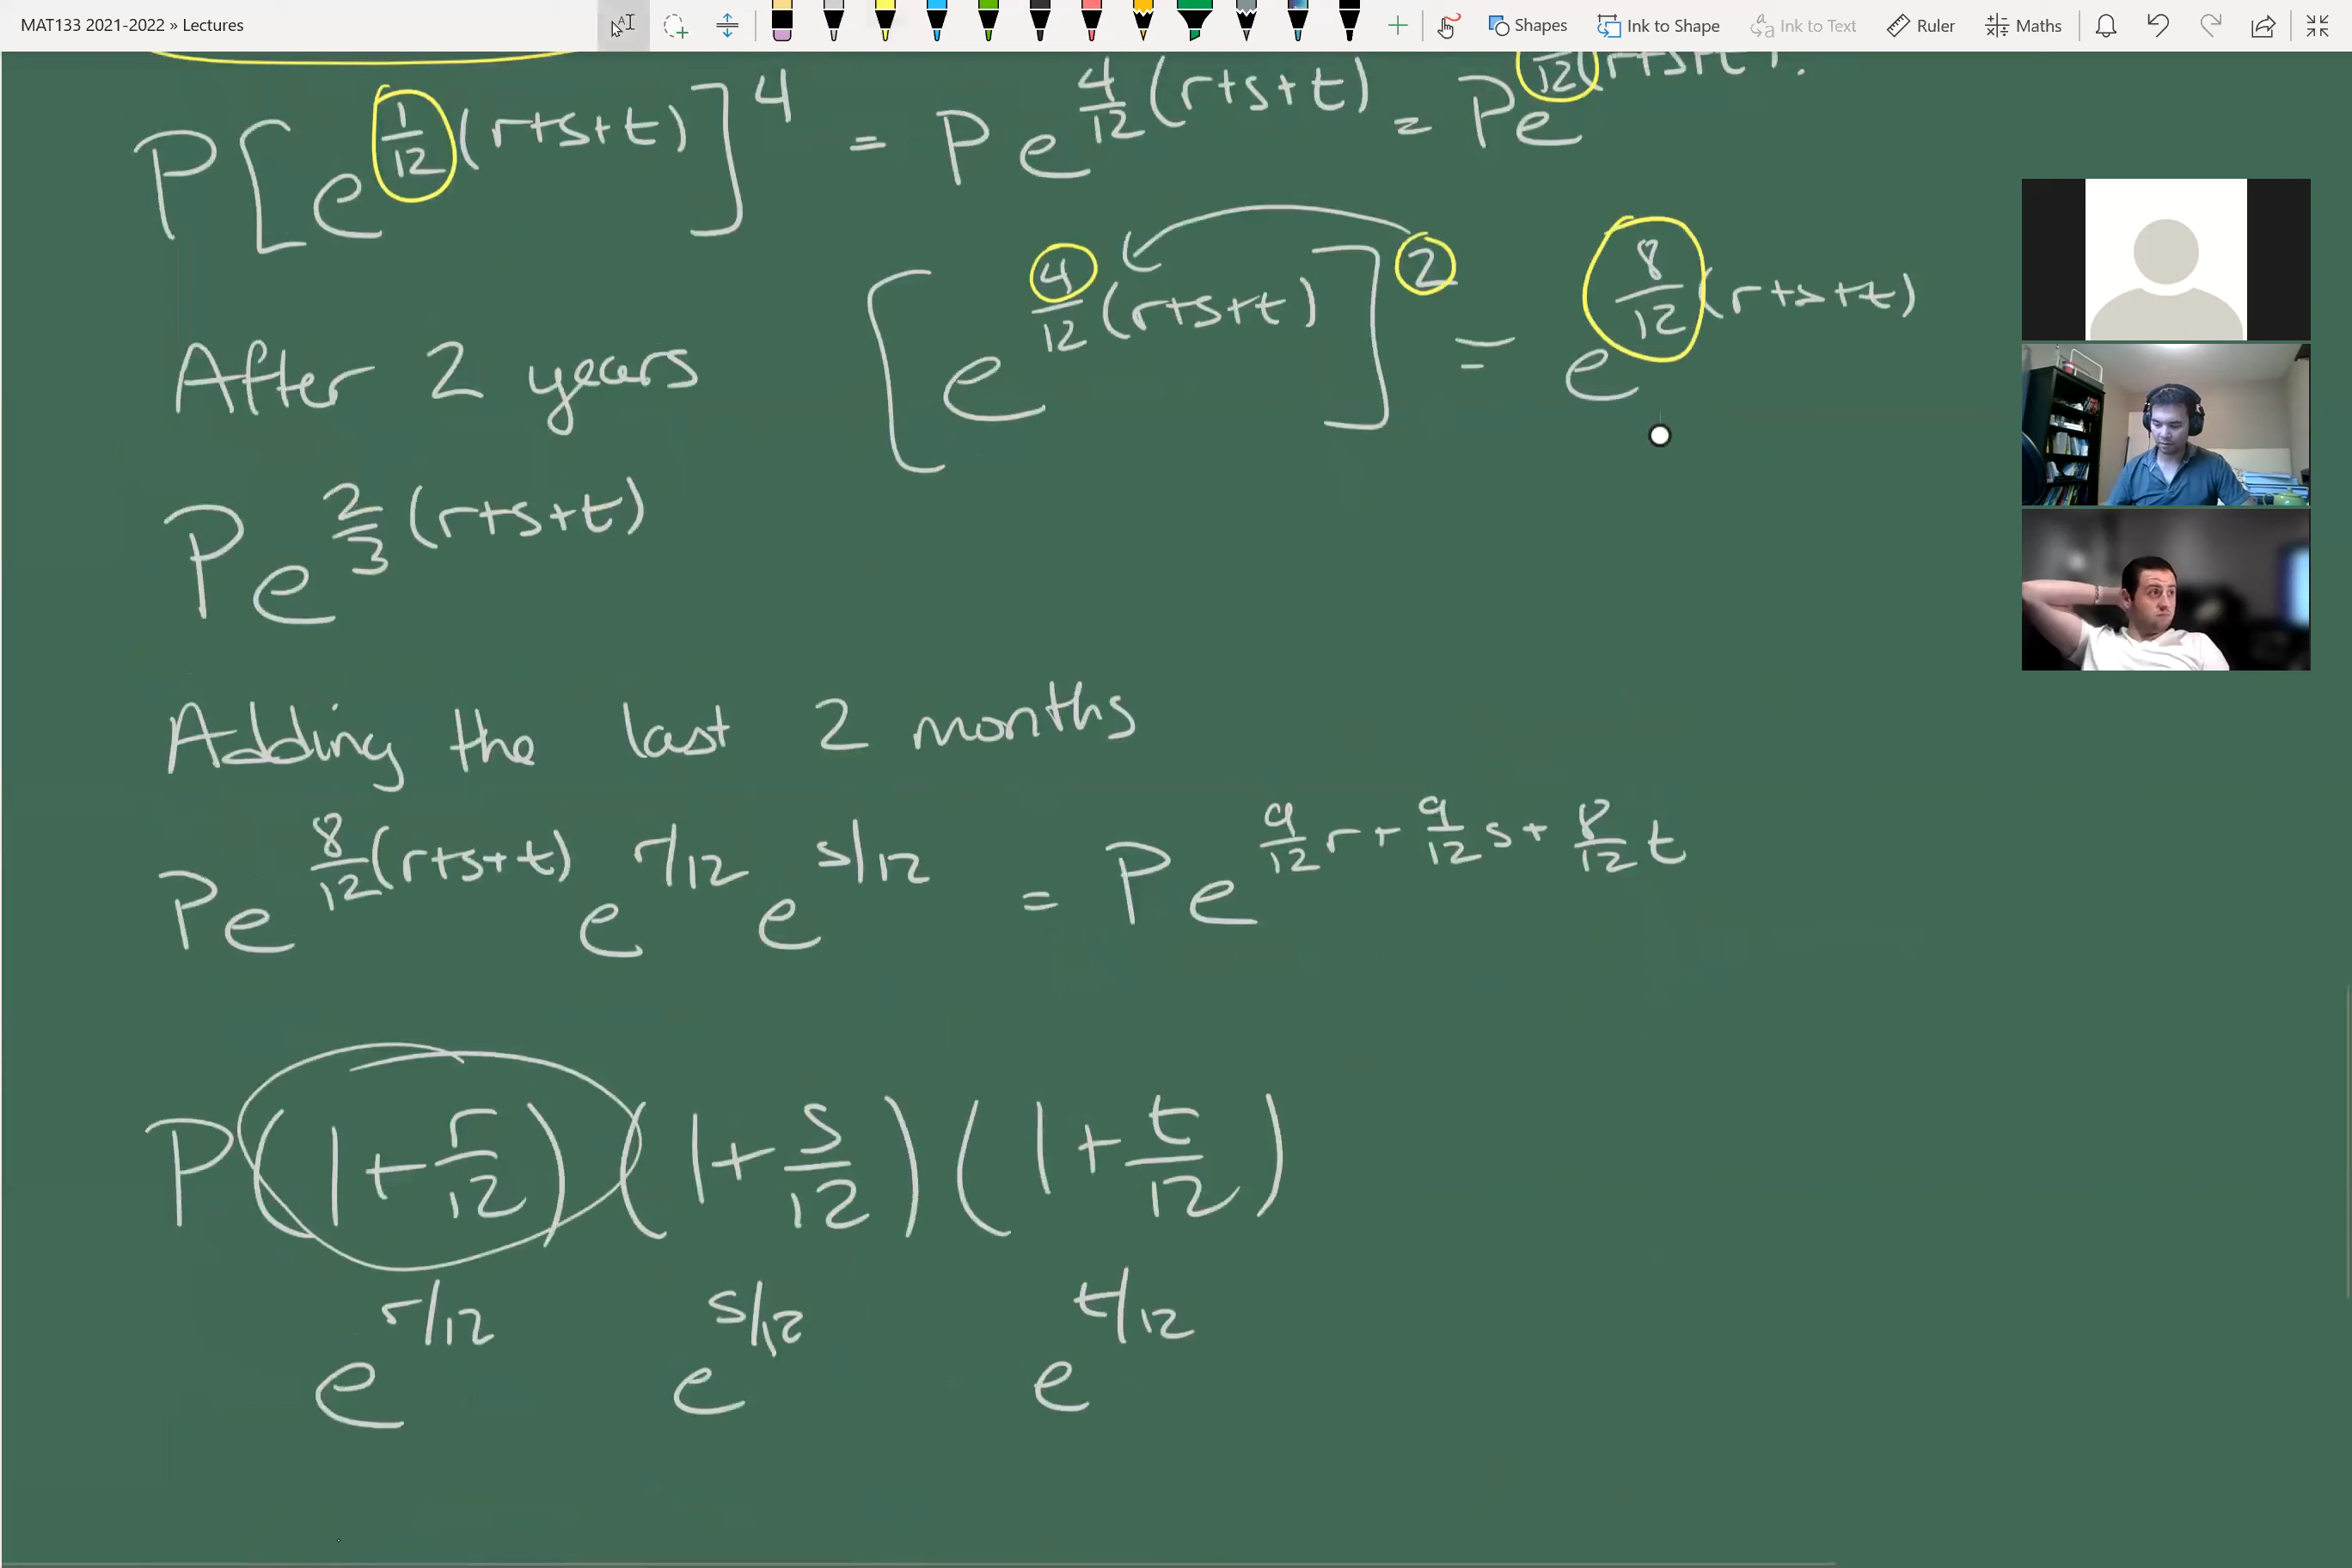 MAT133 2021-2022 » Lectures
Shapes Ink to Shape Ink to Text Ruler Maths
P[e^{1/12 (r+s+t)}]^4 = Pe^{4/12 (r+s+t)} = Pe
After 2 years [e^{4/12 (r+s+t)}]^2 = e^{8/12 (r+s+t)}
Pe^{2/3 (r+s+t)}
Adding the last 2 months
Pe^{8/12 (r+s+t)} e^{r/12} e^{s/12} = Pe^{9/12 r + 9/12 s + 8/12 t}
P(1+r/12)(1+s/12)(1+t/12)
e^{r/12} e^{s/12} e^{t/12}